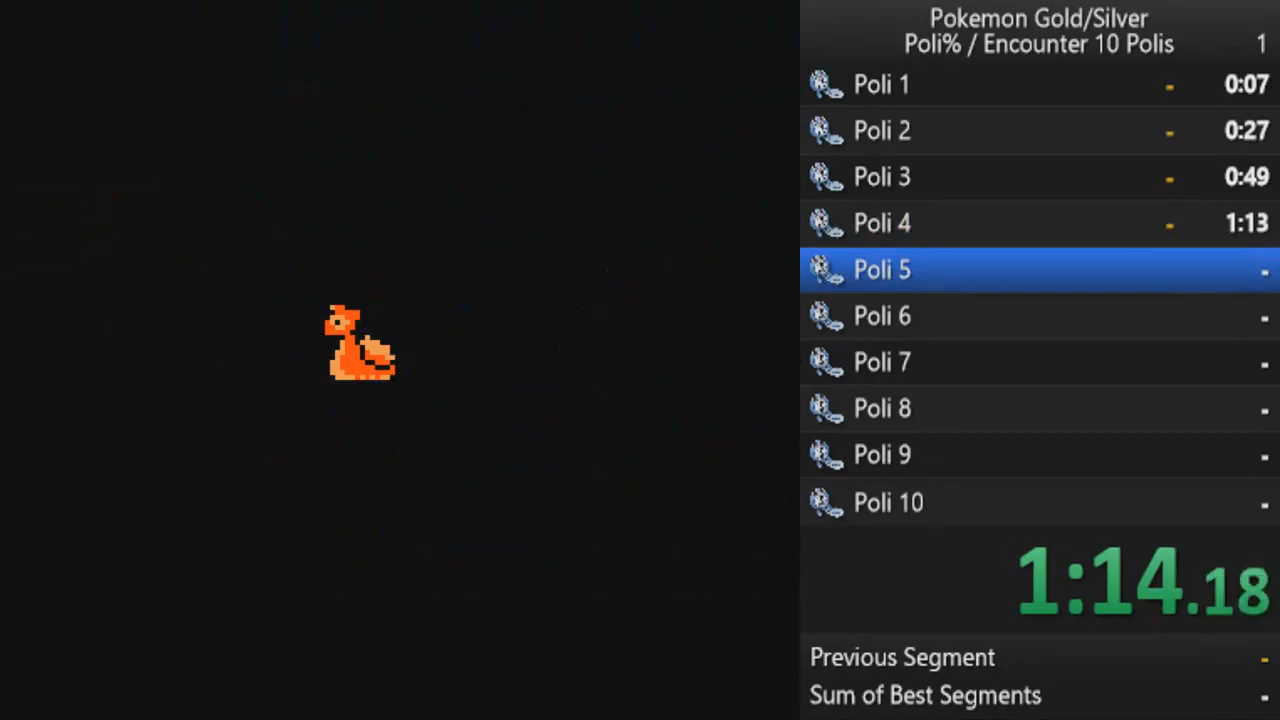 Pokemon Gold/Silver
Poli% / Encounter 10 Polis 1
Poli 1 - 0:07
Poli 2 - 0:27
Poli 3 - 0:49
Poli 4 - 1:13
Poli 5 -
Poli 6 -
Poli 7 -
Poli 8 -
Poli 9 -
Poli 10 -
1:14.18
Previous Segment -
Sum of Best Segments -